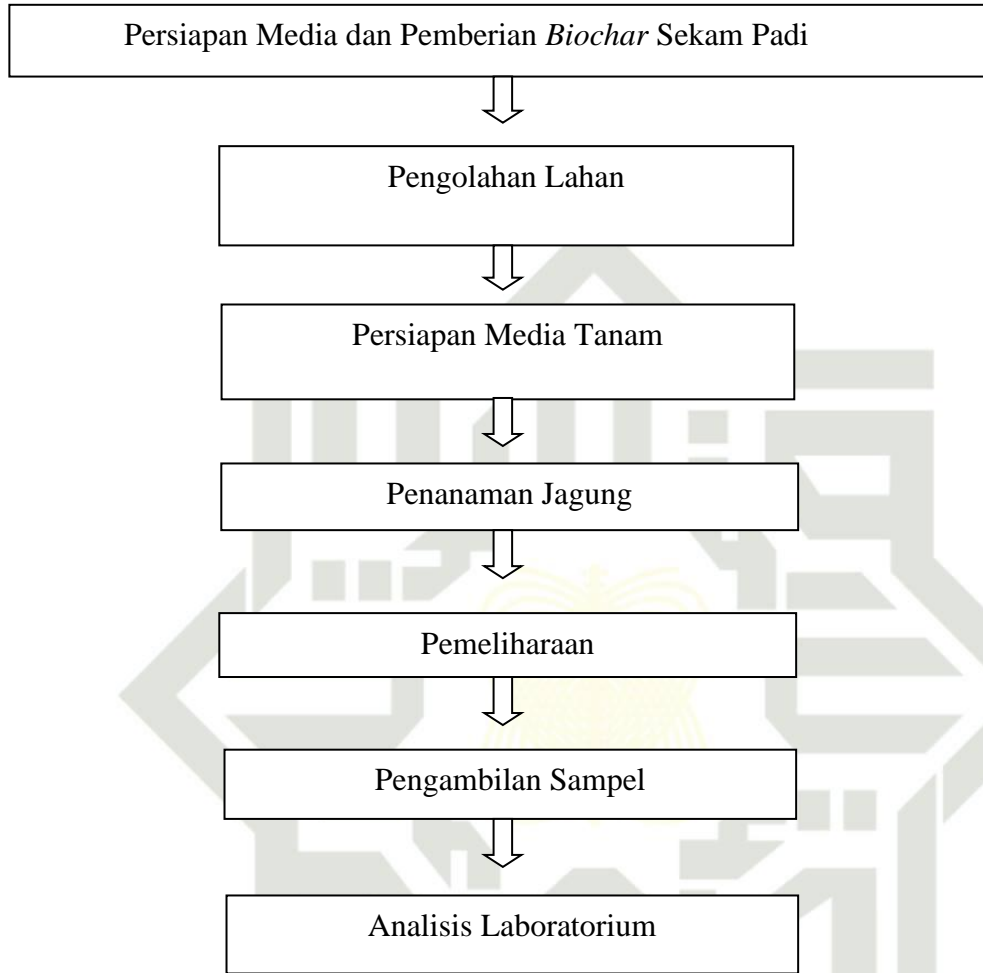 Persiapan Media dan Pemberian Biochar Sekam Padi
Pengolahan Lahan
Persiapan Media Tanam
Penanaman Jagung
Pemeliharaan
Pengambilan Sampel
Analisis Laboratorium